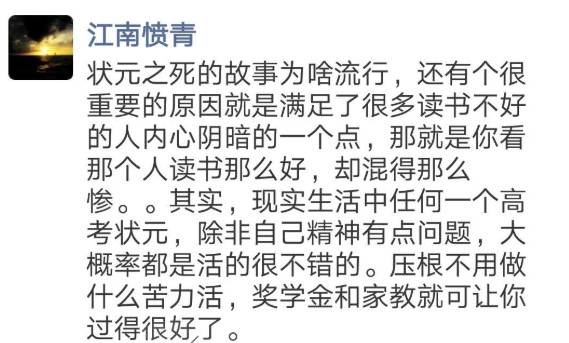 江南愤青
状元之死的故事为啥流行，还有个很
重要的原因就是满足了很多读书不好
的人内心阴暗的一个点，那就是你看
那个人读书那么好，却混得那么
惨。。其实，现实生活中任何一个高
考状元，除非自己精神有点问题，大
概率都是活的很不错的。压根不用做
什么苦力活，奖学金和家教就可让你
过得很好了。